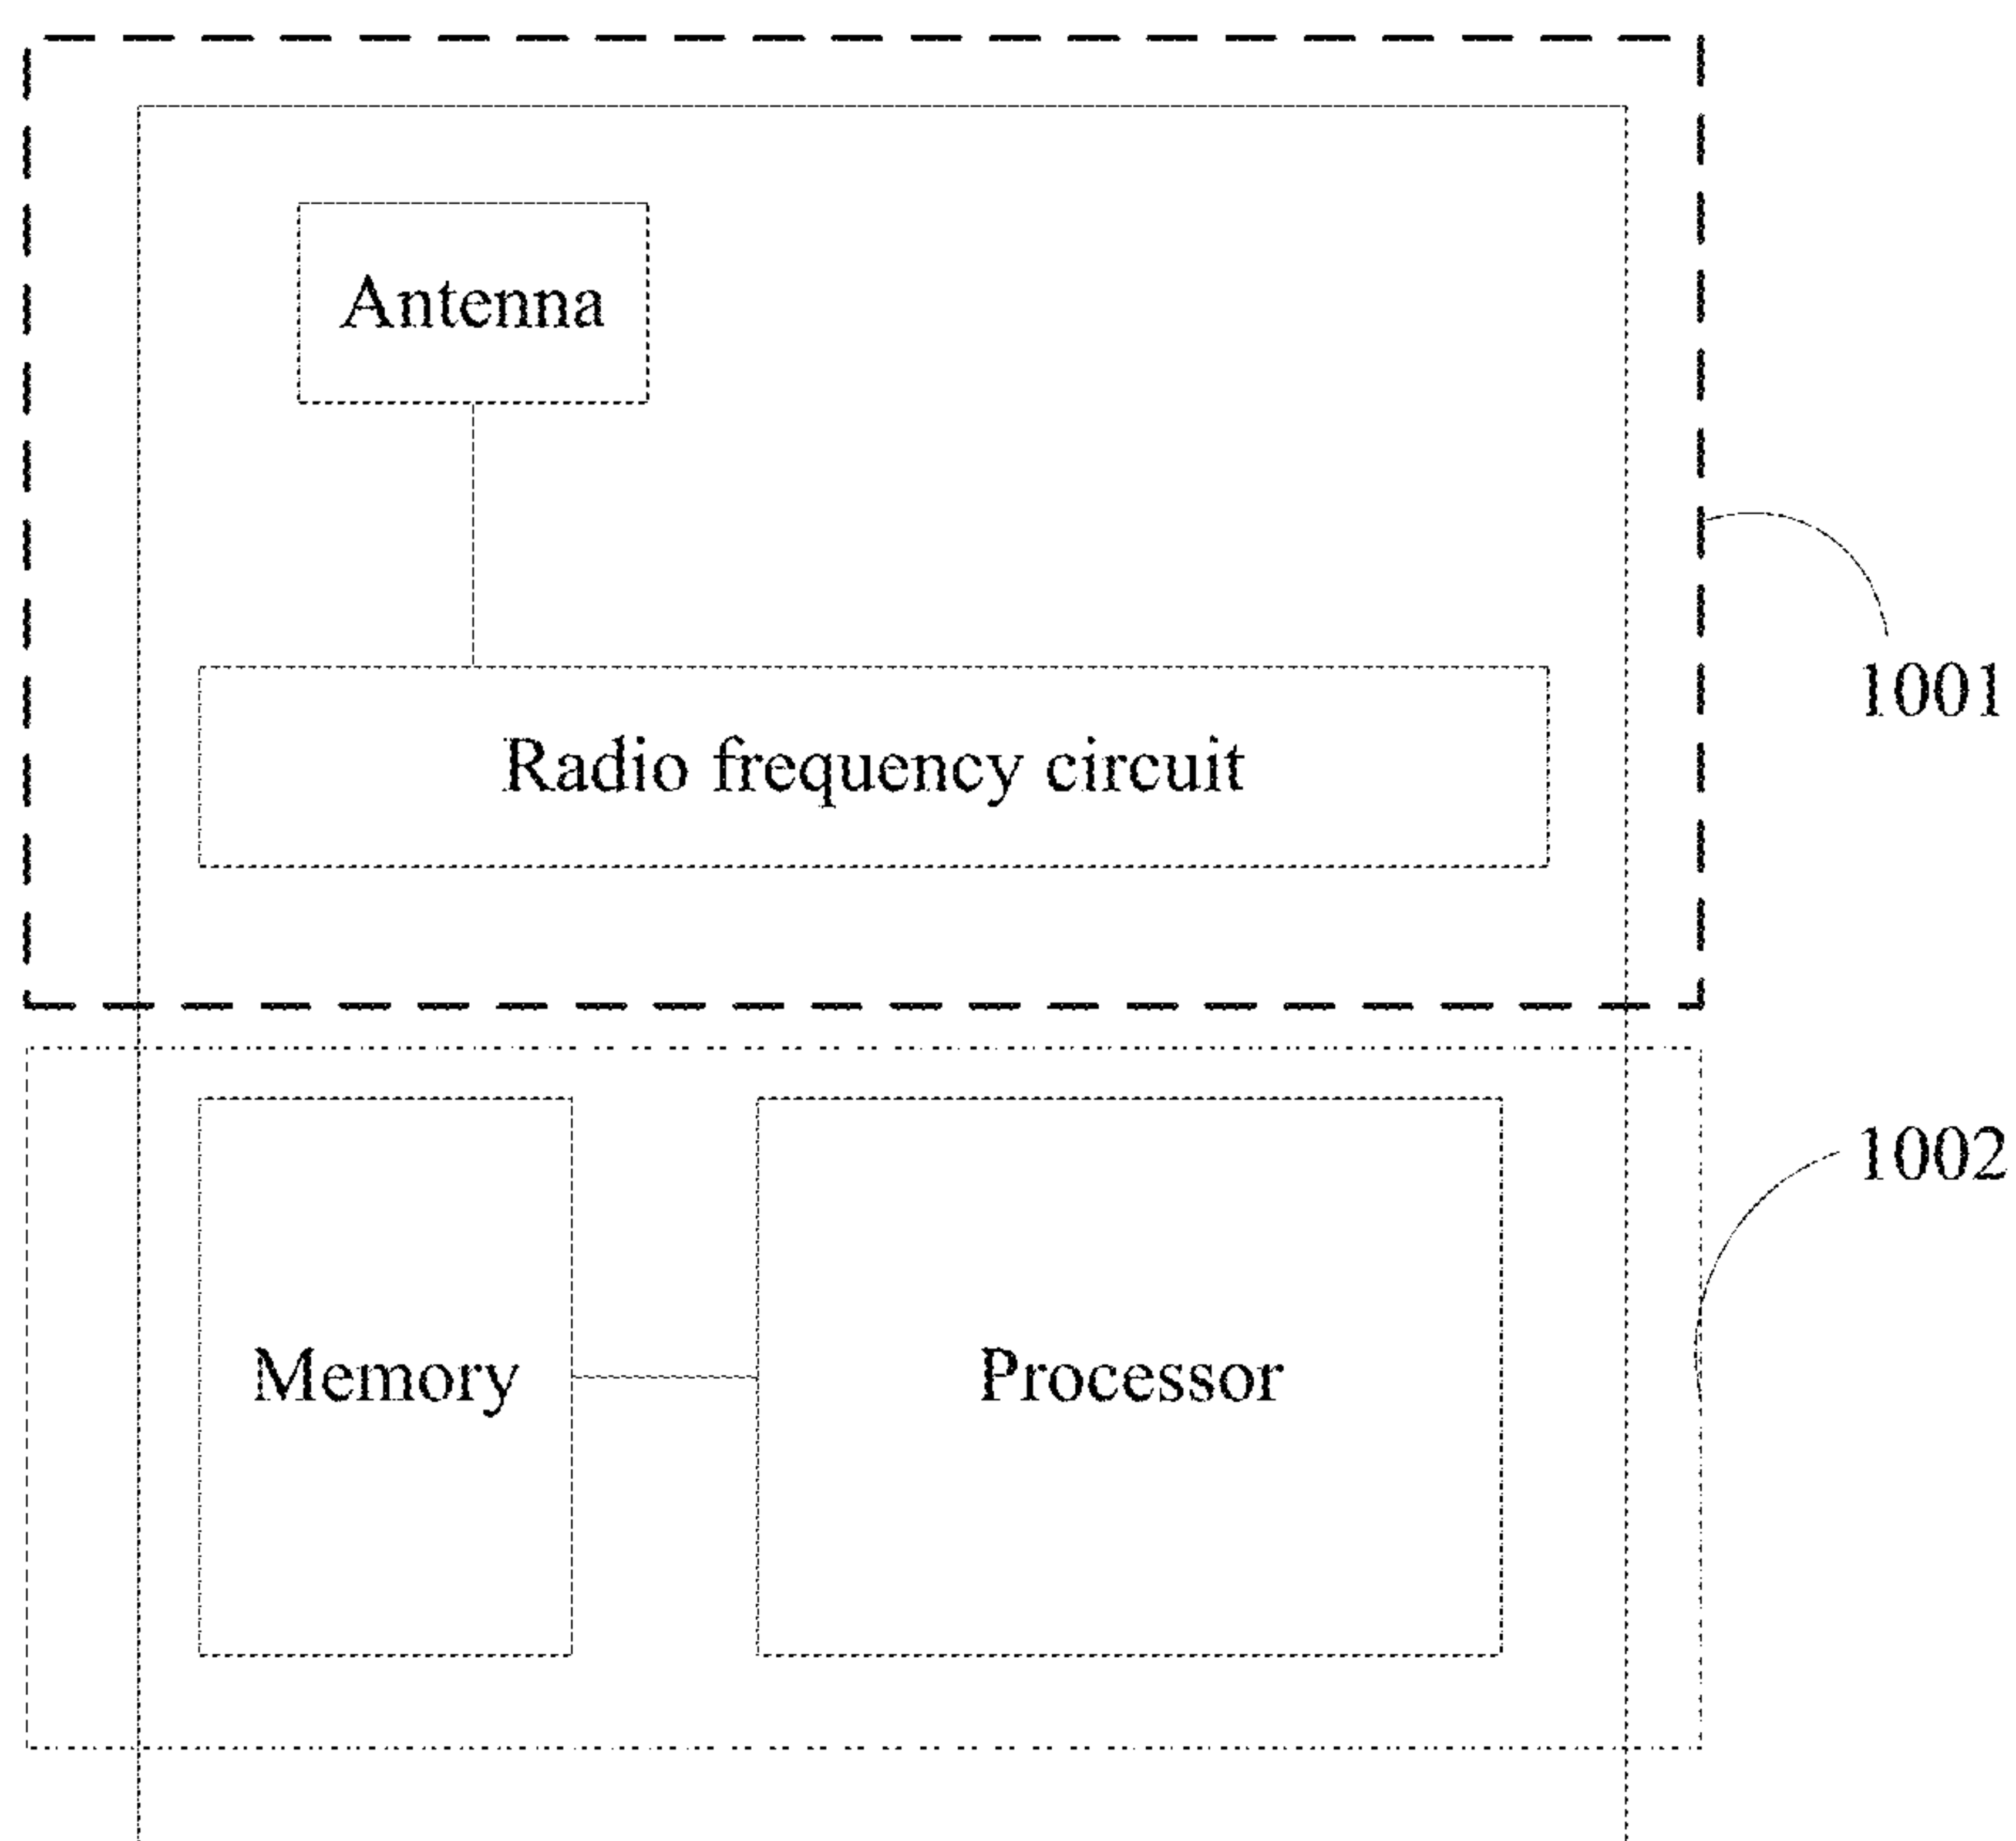 Antenna
1001
Radio frequency circuit
1002
Memory
Processor